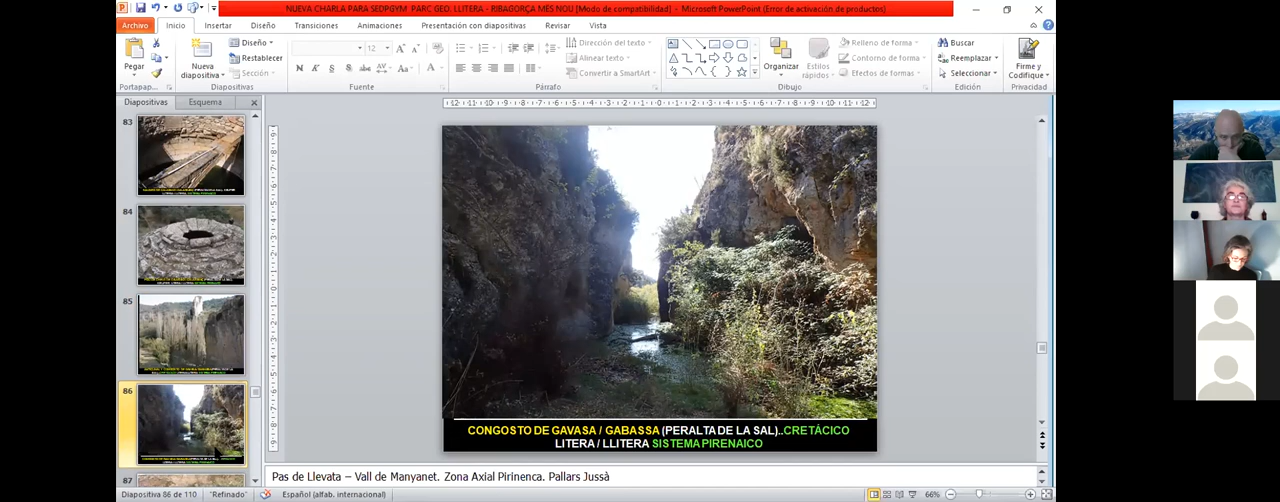 NUEVA CHARLA PARA SEDPGYM PARC GEO. LLITERA - RIBAGORÇA MÉS NOU [Modo de compatibilidad] - Microsoft PowerPoint (Error de activación de productos)
Archivo Inicio Insertar Diseño Transiciones Animaciones Presentación con diapositivas Revisar Vista
Pegar
Nueva diapositiva
Diseño
Restablecer
Sección
12
N K S S abc AV Aa A
Dirección del texto
Alinear texto
Convertir a SmartArt
Organizar
Estilos rápidos
Relleno de forma
Contorno de forma
Efectos de formas
Buscar
Reemplazar
Seleccionar
Firme y Codifique
Portapap... Diapositivas Fuente Párrafo Dibujo Edición Privacidad
Diapositivas Esquema
83
84
85
86
87
CONGOSTO DE GAVASA / GABASSA (PERALTA DE LA SAL)..CRETÁCICO
LITERA / LLITERA SISTEMA PIRENAICO
Pas de Llevata – Vall de Manyanet. Zona Axial Pirinenca. Pallars Jussà
Diapositiva 86 de 110 "Refinado" Español (alfab. internacional) 66%